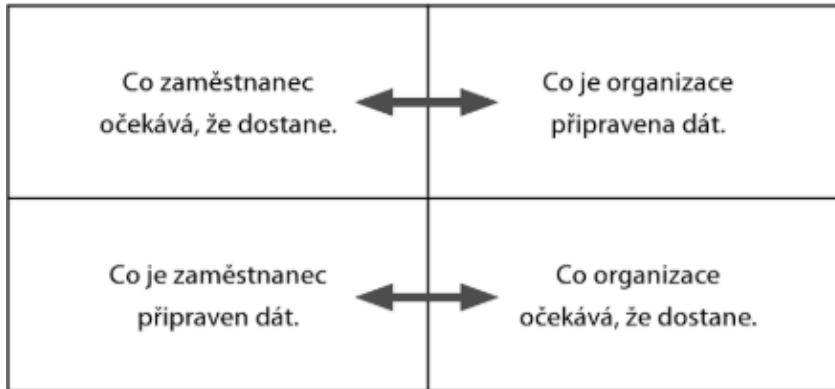 Co zaměstnanec
očekává, že dostane.
Co je organizace
připravena dát.
Co je zaměstnanec
připraven dát.
Co organizace
očekává, že dostane.